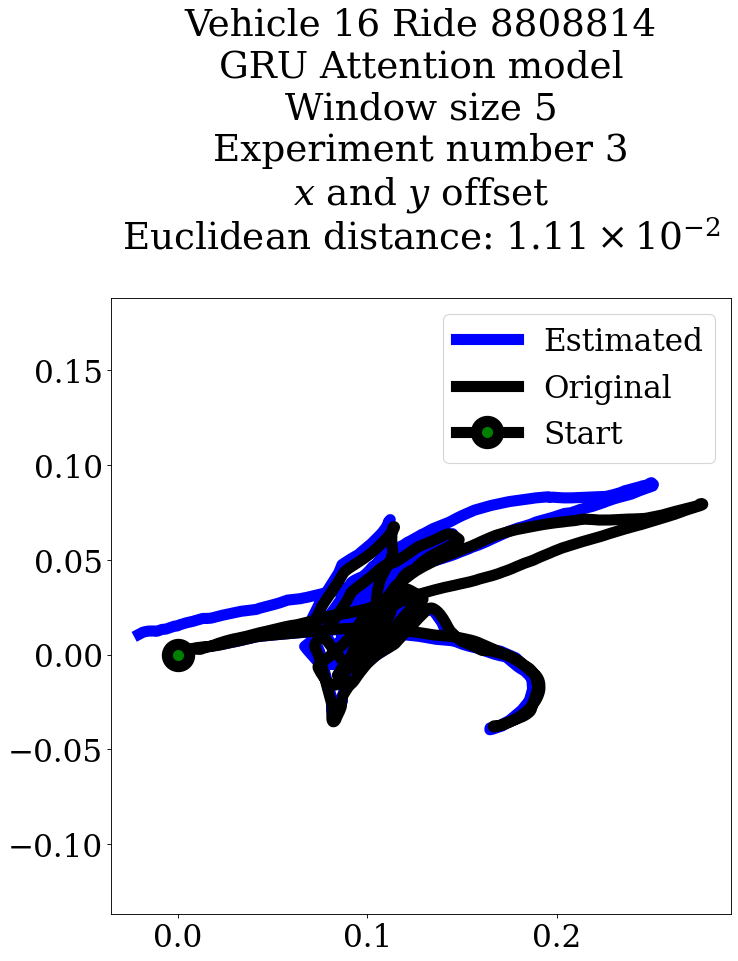 Vehicle 16 Ride 8808814
GRU Attention model
Window size 5
Experiment number 3
x and y offset
Euclidean distance: 1.11 × 10⁻²
Estimated
Original
Start
0.15
0.10
0.05
0.00
−0.05
−0.10
0.0 0.1 0.2